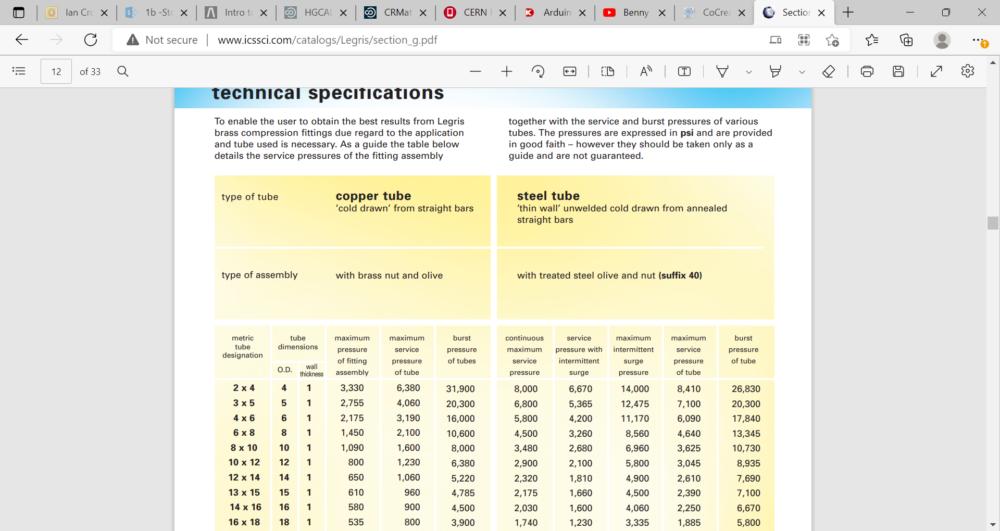 Ian Cro
1b -Sto
Intro to
HGCAL
CRMat
CERN
Arduin
Benny
CoCrea
Section
Not secure
www.icssci.com/catalogs/Legris/section_g.pdf
12 of 33
technical specifications
To enable the user to obtain the best results from Legris
brass compression fittings due regard to the application
and tube used is necessary. As a guide the table below
details the service pressures of the fitting assembly
together with the service and burst pressures of various
tubes. The pressures are expressed in psi and are provided
in good faith – however they should be taken only as a
guide and are not guaranteed.
type of tube
copper tube
'cold drawn' from straight bars
steel tube
'thin wall' unwelded cold drawn from annealed
straight bars
type of assembly
with brass nut and olive
with treated steel olive and nut (suffix 40)
metric
tube
designation
tube
dimensions
O.D.
wall
thickness
maximum
pressure
of fitting
assembly
maximum
service
pressure
of tube
burst
pressure
of tubes
continuous
maximum
service
pressure
service
pressure with
intermittent
surge
maximum
intermittent
surge
pressure
maximum
service
pressure
of tube
burst
pressure
of tube
2 x 4 4 1 3,330 6,380 31,900 8,000 6,670 14,000 8,410 26,830
3 x 5 5 1 2,755 4,060 20,300 6,800 5,365 12,475 7,100 20,300
4 x 6 6 1 2,175 3,190 16,000 5,800 4,200 11,170 6,090 17,840
6 x 8 8 1 1,450 2,100 10,600 4,500 3,260 8,560 4,640 13,345
8 x 10 10 1 1,090 1,600 8,000 3,480 2,680 6,960 3,625 10,730
10 x 12 12 1 800 1,230 6,380 2,900 2,100 5,800 3,045 8,935
12 x 14 14 1 650 1,060 5,220 2,320 1,810 4,900 2,610 7,690
13 x 15 15 1 610 960 4,785 2,175 1,660 4,500 2,390 7,100
14 x 16 16 1 580 900 4,500 2,030 1,600 4,060 2,250 6,670
16 x 18 18 1 535 800 3,900 1,740 1,230 3,335 1,885 5,800